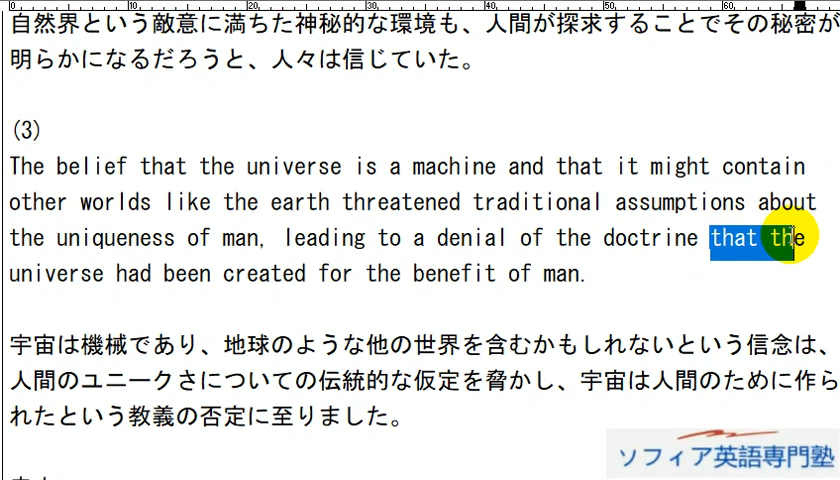 0 10 20 30 40 50 60
自然界という敵意に満ちた神秘的な環境も、人間が探求することでその秘密が
明らかになるだろうと、人々は信じていた。
(3)
The belief that the universe is a machine and that it might contain
other worlds like the earth threatened traditional assumptions about
the uniqueness of man, leading to a denial of the doctrine that the
universe had been created for the benefit of man.
宇宙は機械であり、地球のような他の世界を含むかもしれないという信念は、
人間のユニークさについての伝統的な仮定を脅かし、宇宙は人間のために作ら
れたという教義の否定に至りました。
ソフィア英語専門塾